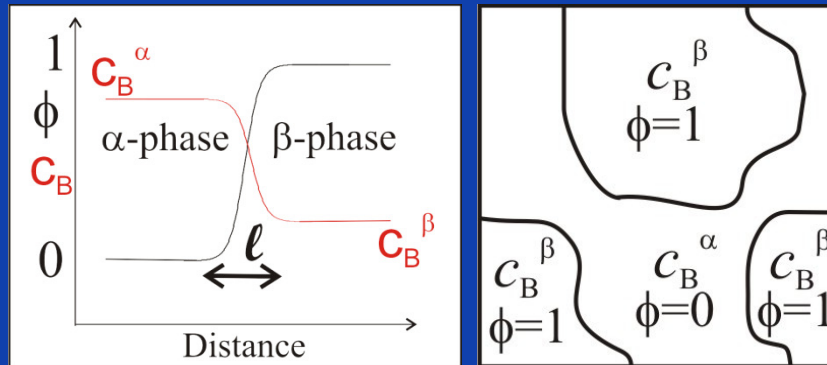 1
c_B^α
ϕ
α-phase
β-phase
c_B
0
ℓ
c_B^β
Distance
c_B^β
ϕ=1
c_B^β
ϕ=1
c_B^α
ϕ=0
c_B^β
ϕ=1